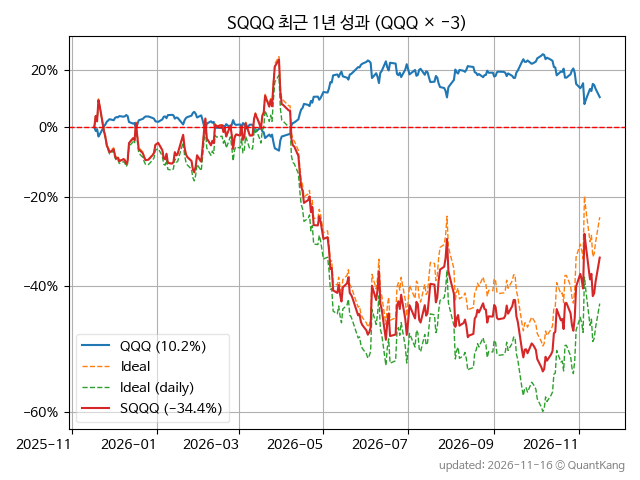 SQQQ 최근 1년 성과 (QQQ × −3)
20%
0%
−20%
−40%
−60%
QQQ (10.2%)
Ideal
Ideal (daily)
SQQQ (−34.4%)
2025-11
2026-01
2026-03
2026-05
2026-07
2026-09
2026-11
updated: 2026-11-16 © QuantKang